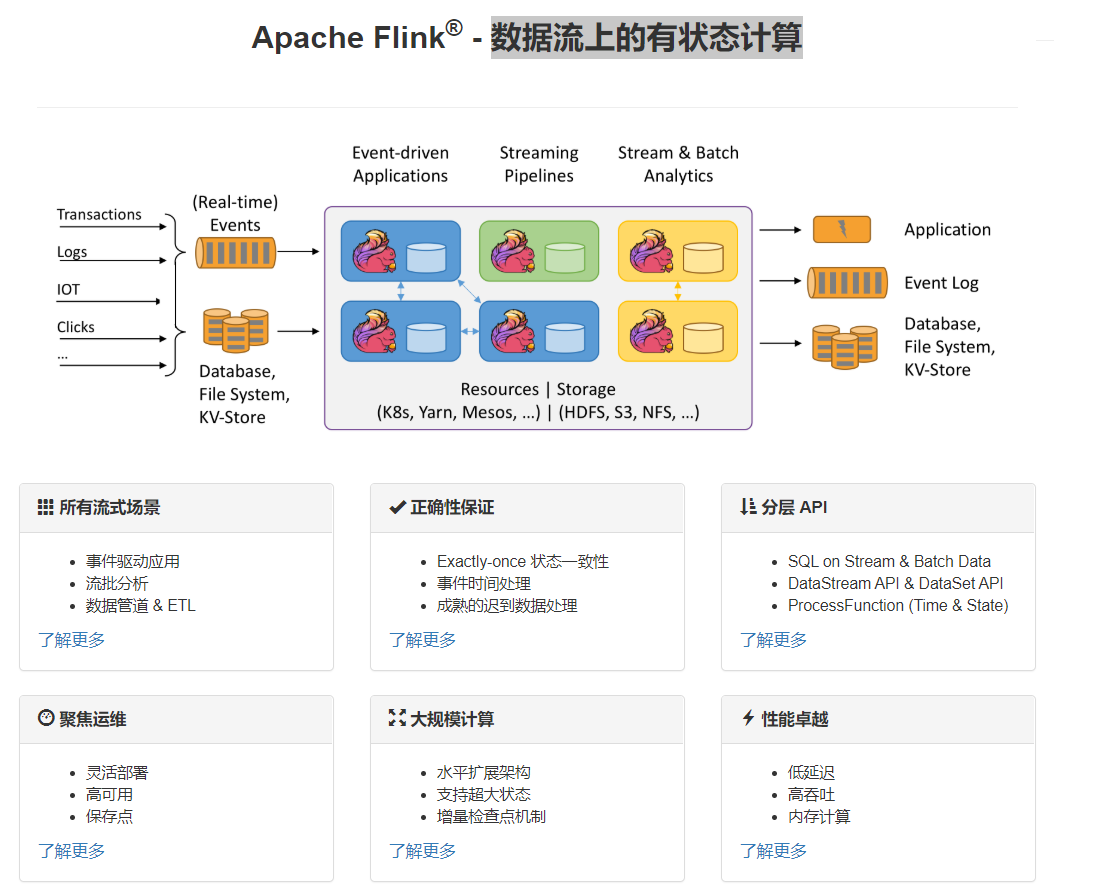 Apache Flink® - 数据流上的有状态计算
Event-driven
Applications
Streaming
Pipelines
Stream & Batch
Analytics
Transactions
Logs
IOT
Clicks
...
(Real-time)
Events
Database,
File System,
KV-Store
Resources | Storage
(K8s, Yarn, Mesos, ...) | (HDFS, S3, NFS, ...)
Application
Event Log
Database,
File System,
KV-Store
所有流式场景
事件驱动应用
流批分析
数据管道 & ETL
了解更多
正确性保证
Exactly-once 状态一致性
事件时间处理
成熟的迟到数据处理
了解更多
分层 API
SQL on Stream & Batch Data
DataStream API & DataSet API
ProcessFunction (Time & State)
了解更多
聚焦运维
灵活部署
高可用
保存点
了解更多
大规模计算
水平扩展架构
支持超大状态
增量检查点机制
了解更多
性能卓越
低延迟
高吞吐
内存计算
了解更多